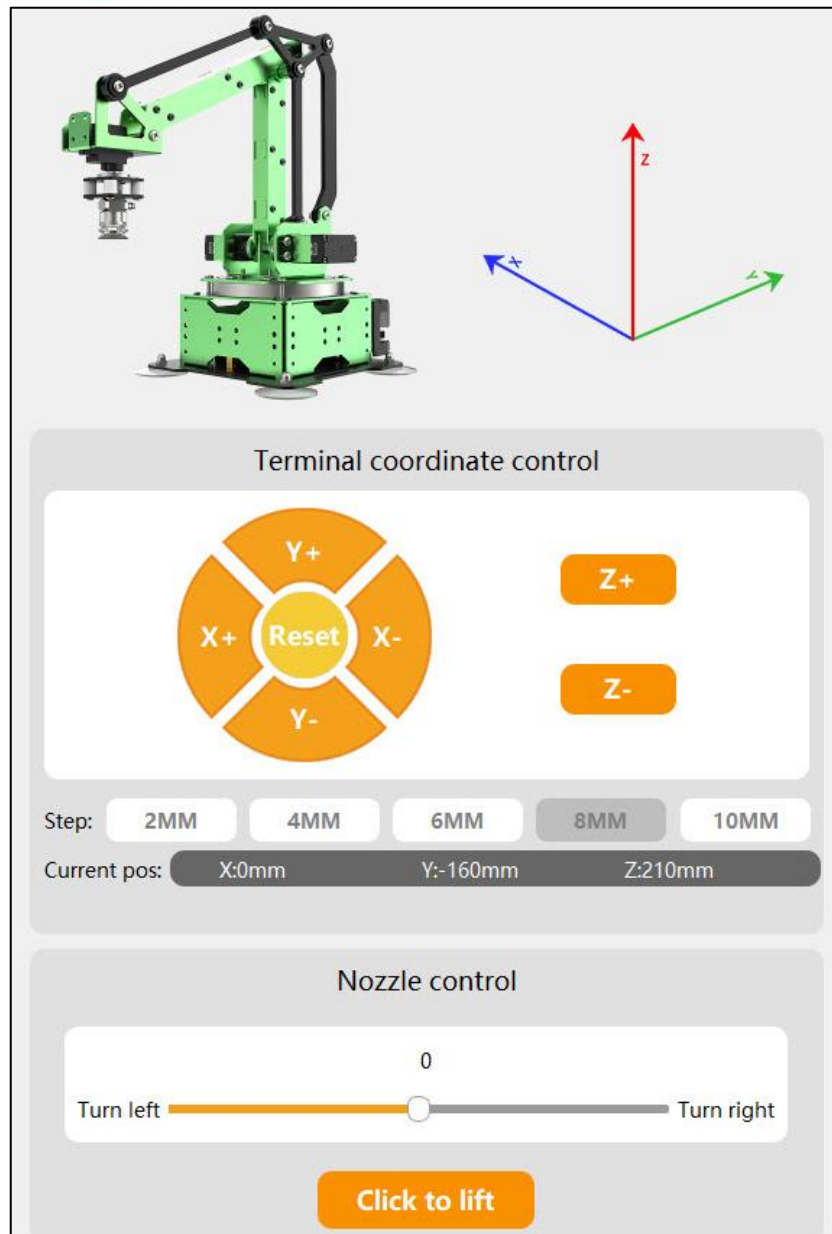 Z
X
Y
Terminal coordinate control
Y+
X+ Reset X-
Y-
Z+
Z-
Step: 2MM 4MM 6MM 8MM 10MM
Current pos: X:0mm Y:-160mm Z:210mm
Nozzle control
0
Turn left Turn right
Click to lift